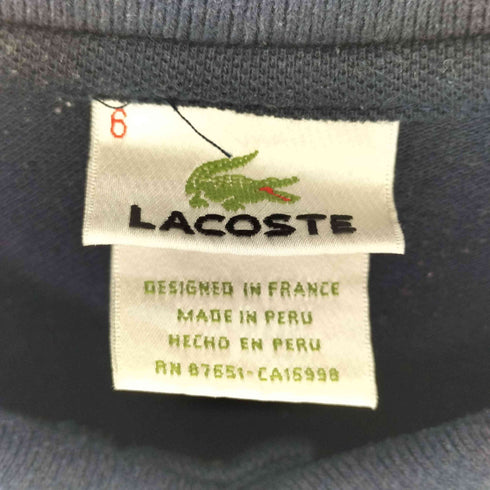 6
LACOSTE
DESIGNED IN FRANCE
MADE IN PERU
HECHO EN PERU
RN 87651-CA15998